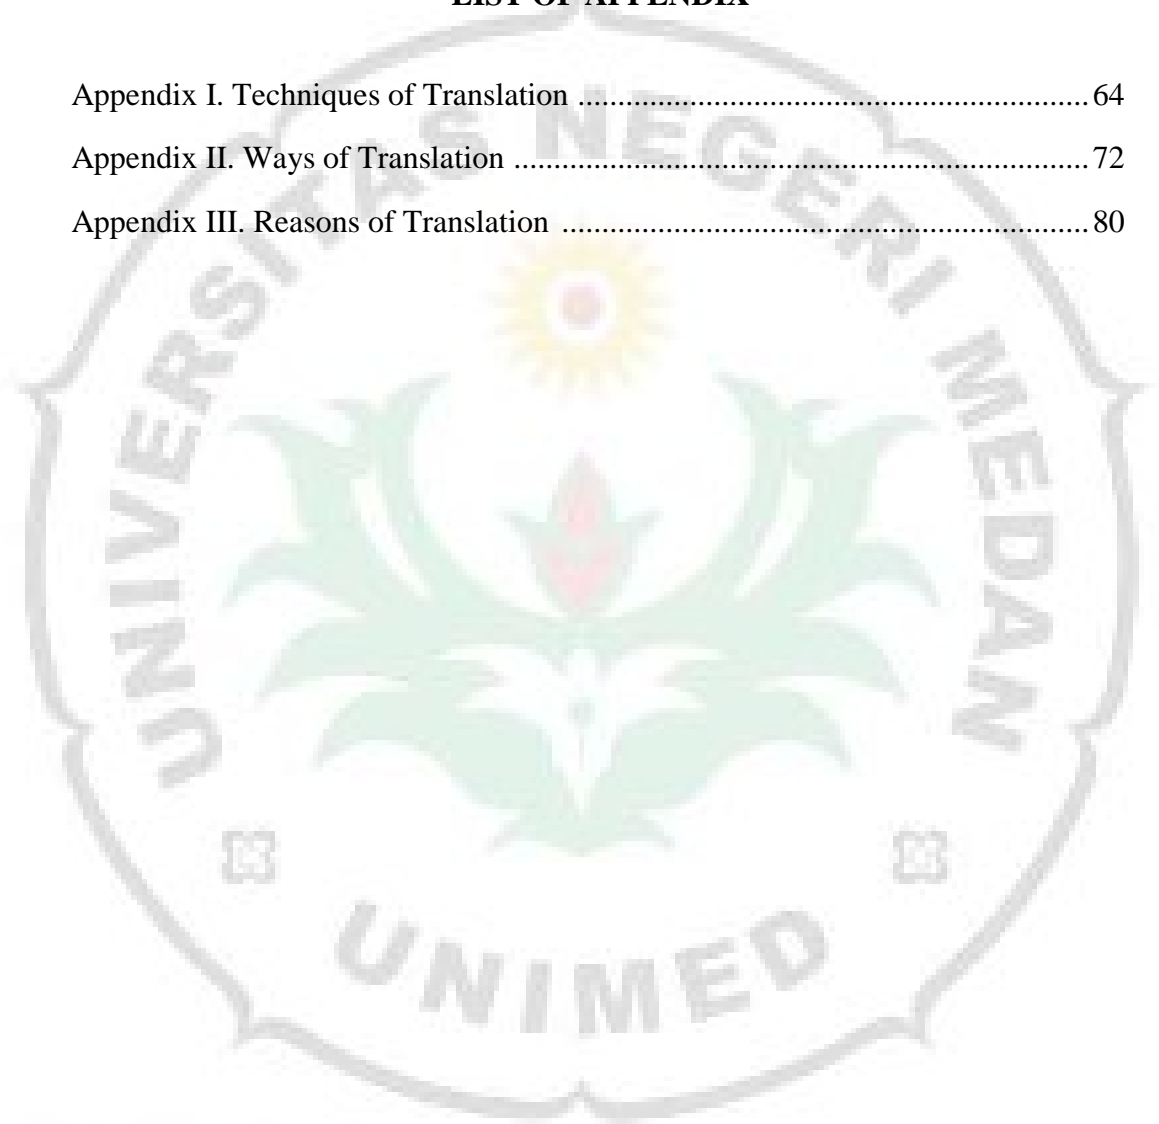 LIST OF APPENDIX
Appendix I. Techniques of Translation ................................................................ 64
Appendix II. Ways of Translation ........................................................................ 72
Appendix III. Reasons of Translation .................................................................. 80
UNIVERSITAS NEGERI MEDAN
UNIMED